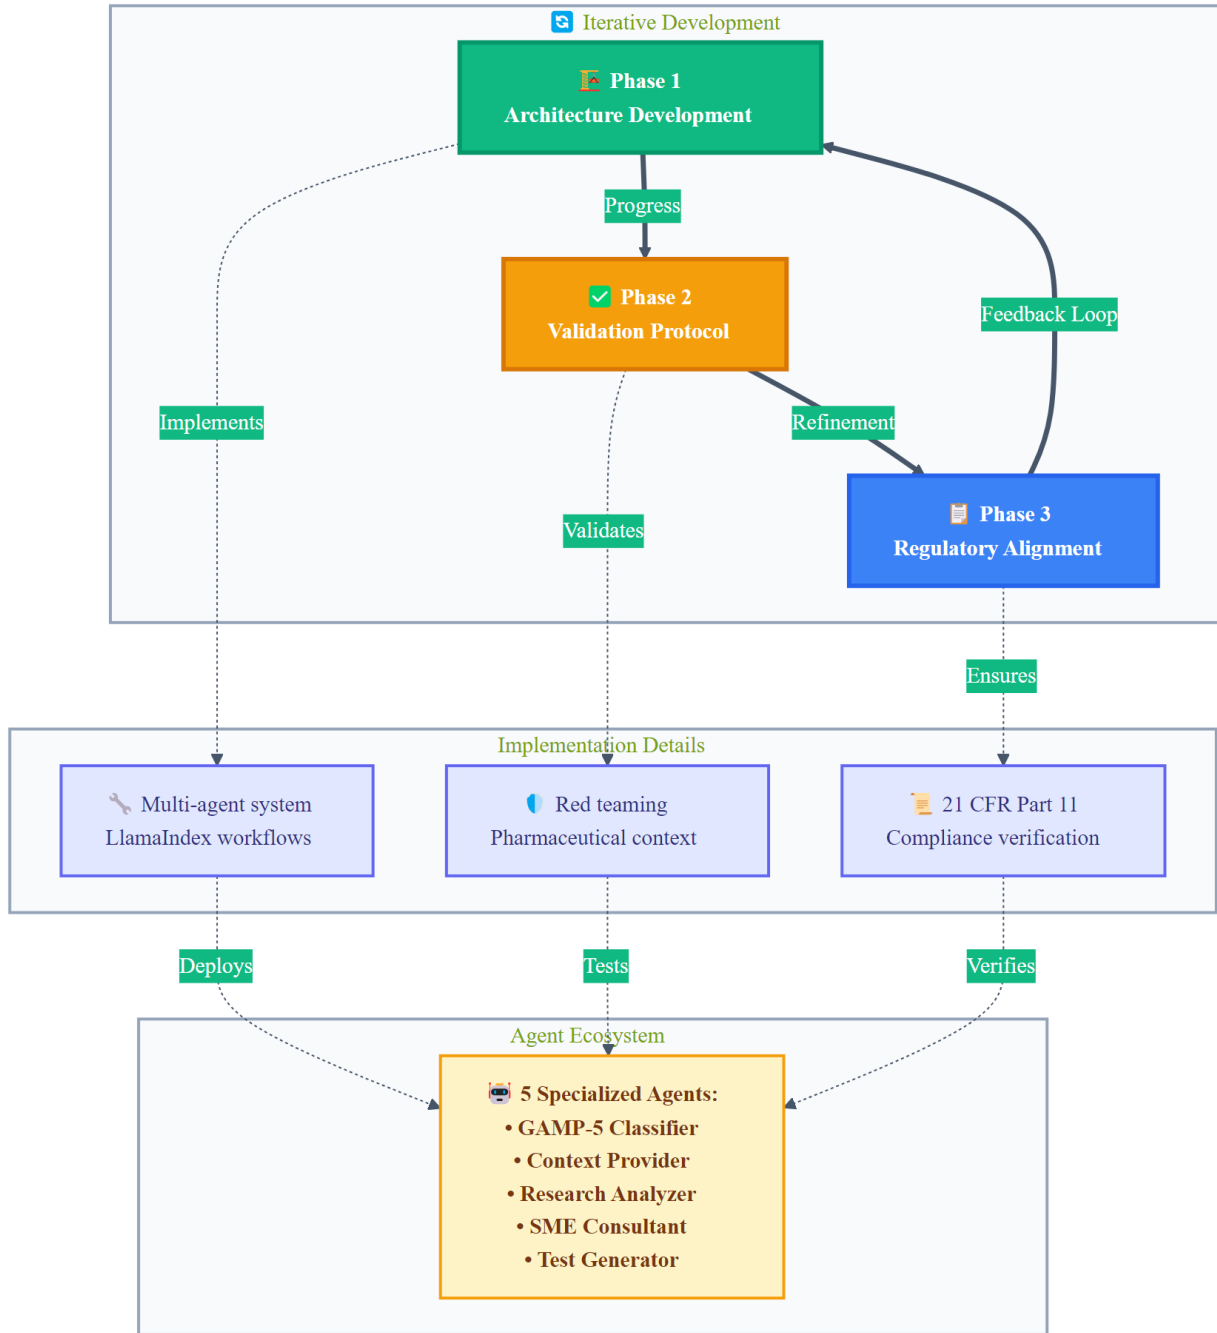 Iterative Development
Phase 1
Architecture Development
Progress
Phase 2
Validation Protocol
Feedback Loop
Implements
Refinement
Validates
Phase 3
Regulatory Alignment
Ensures
Implementation Details
Multi-agent system
LlamaIndex workflows
Red teaming
Pharmaceutical context
21 CFR Part 11
Compliance verification
Deploys
Tests
Verifies
Agent Ecosystem
5 Specialized Agents:
• GAMP-5 Classifier
• Context Provider
• Research Analyzer
• SME Consultant
• Test Generator